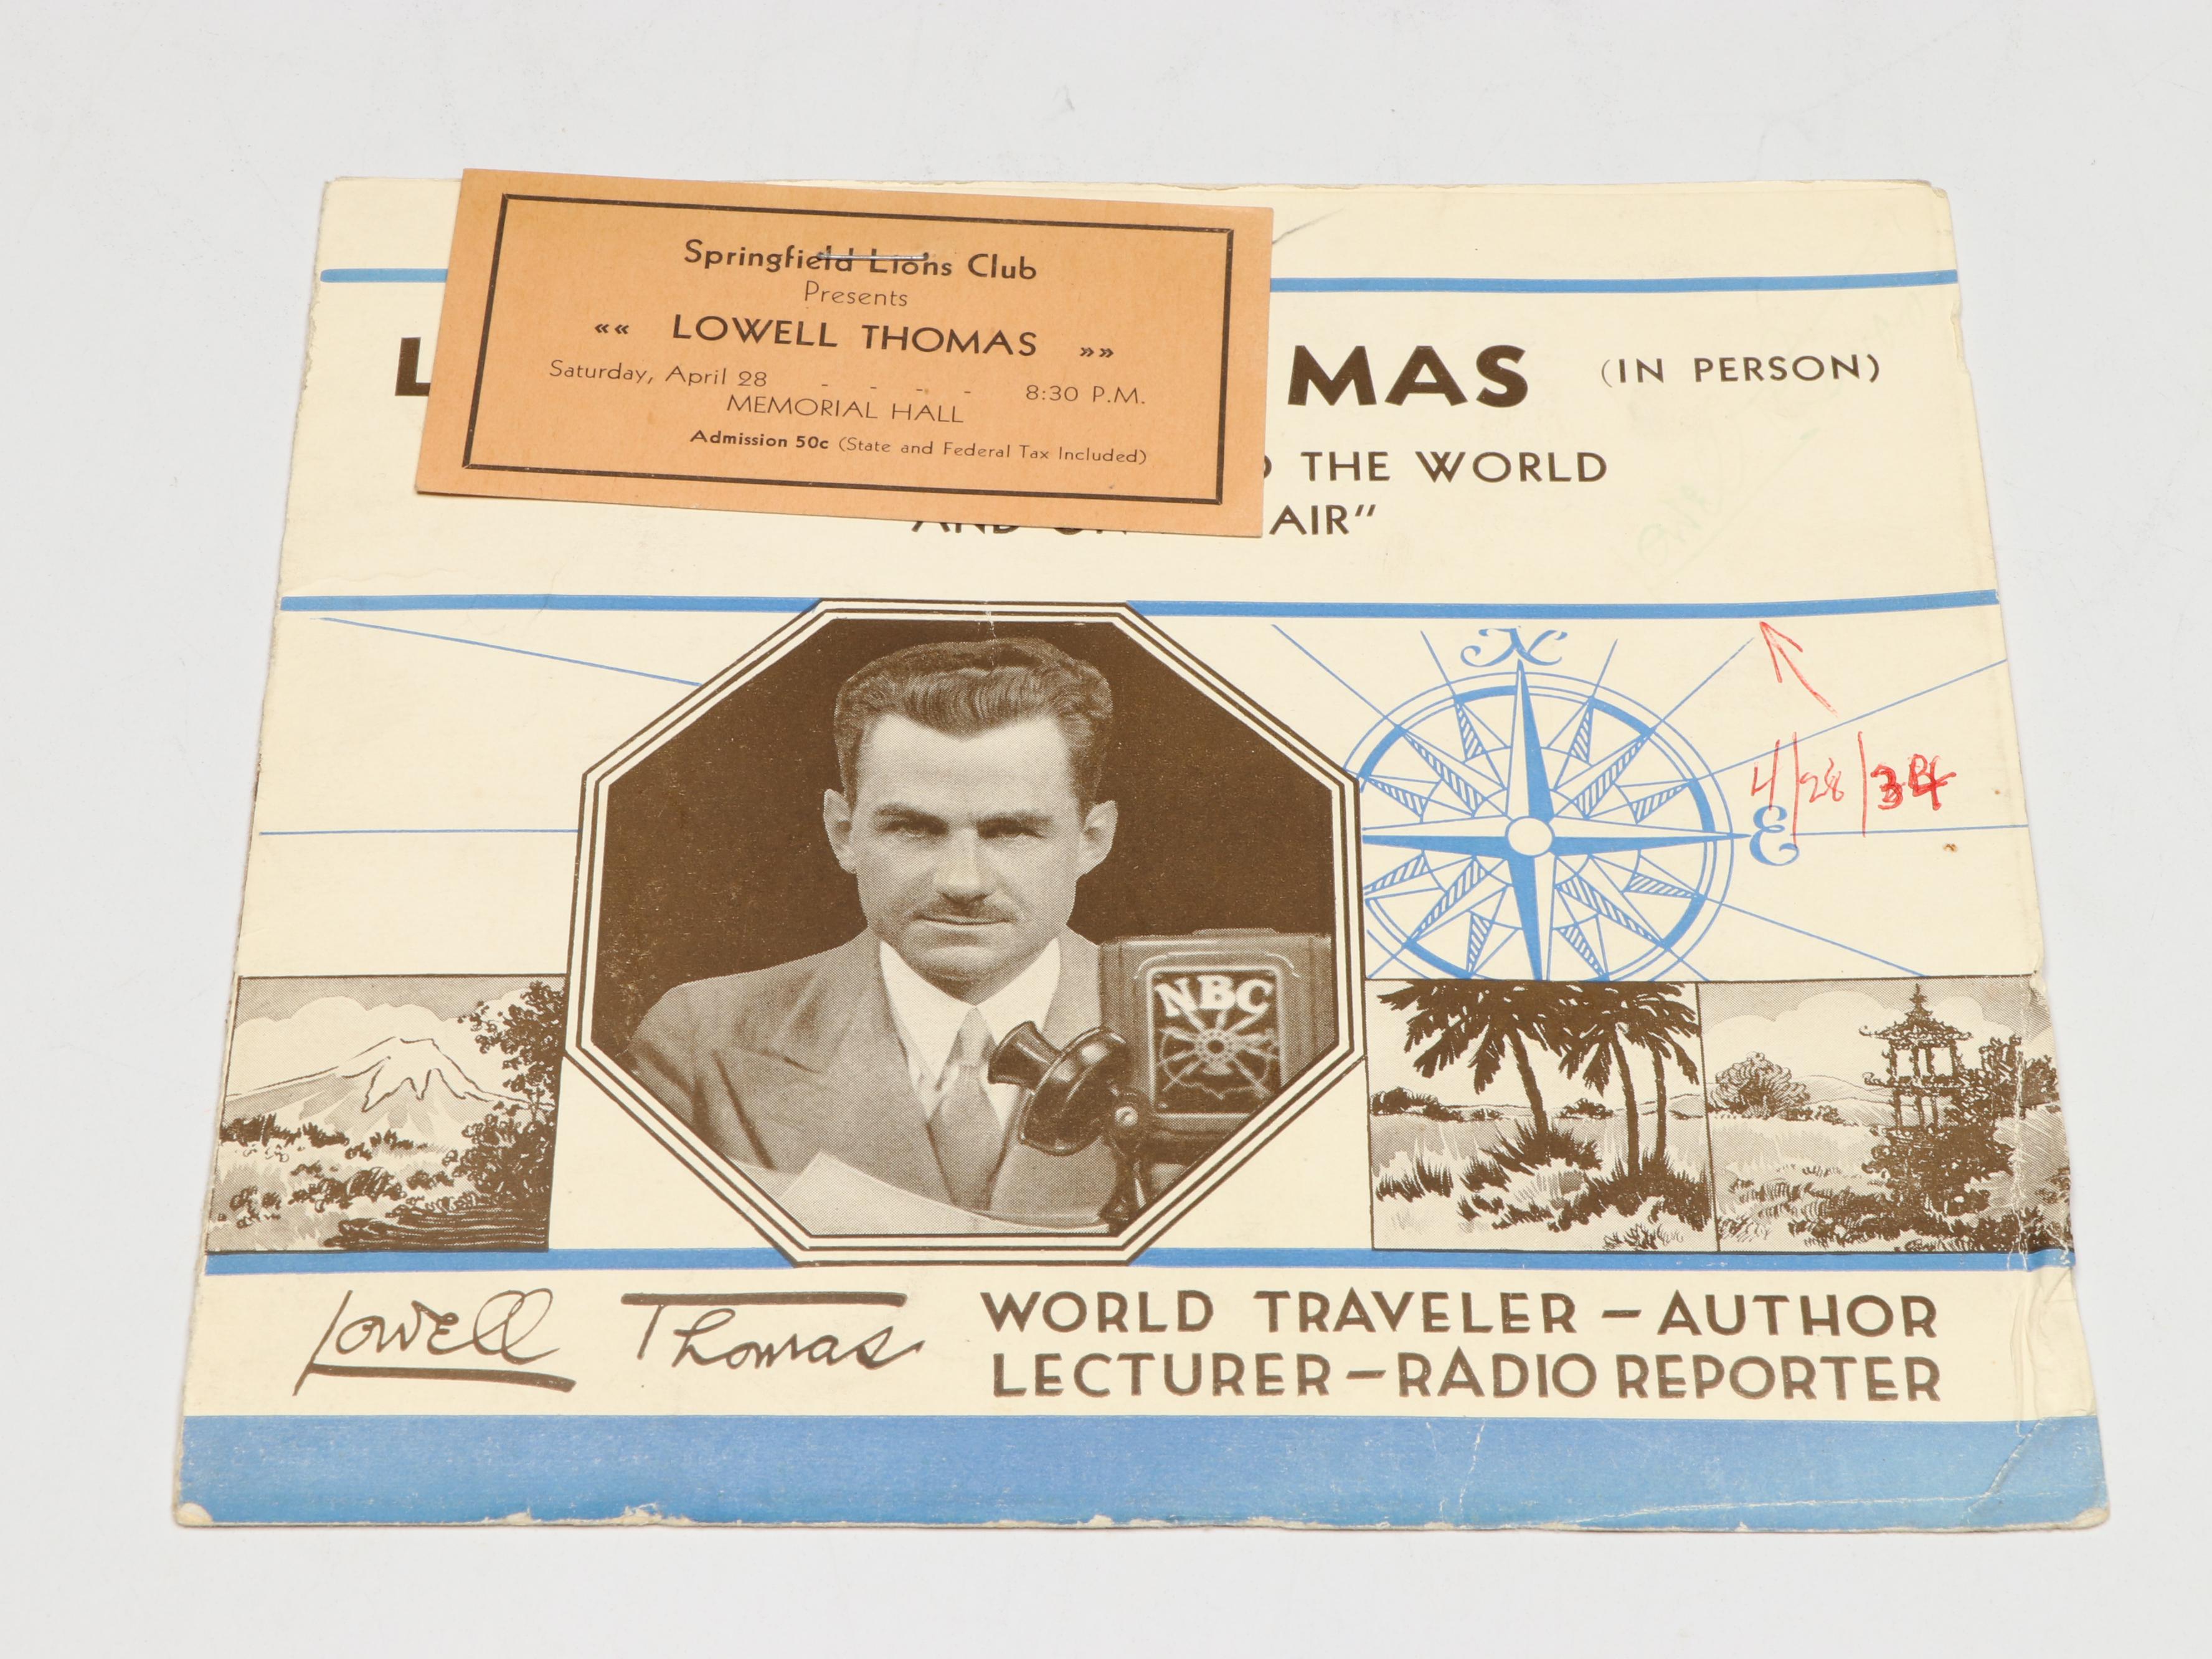 Springfield Lions Club
Presents
‹‹ ‹‹ LOWELL THOMAS ›› ››
Saturday, April 28 - - - - 8:30 P.M.
MEMORIAL HALL
Admission 50c (State and Federal Tax Included)
MAS (IN PERSON)
THE WORLD
AND AIR"
N
4/28/34
E
NBC
Lowell Thomas
WORLD TRAVELER – AUTHOR
LECTURER – RADIO REPORTER